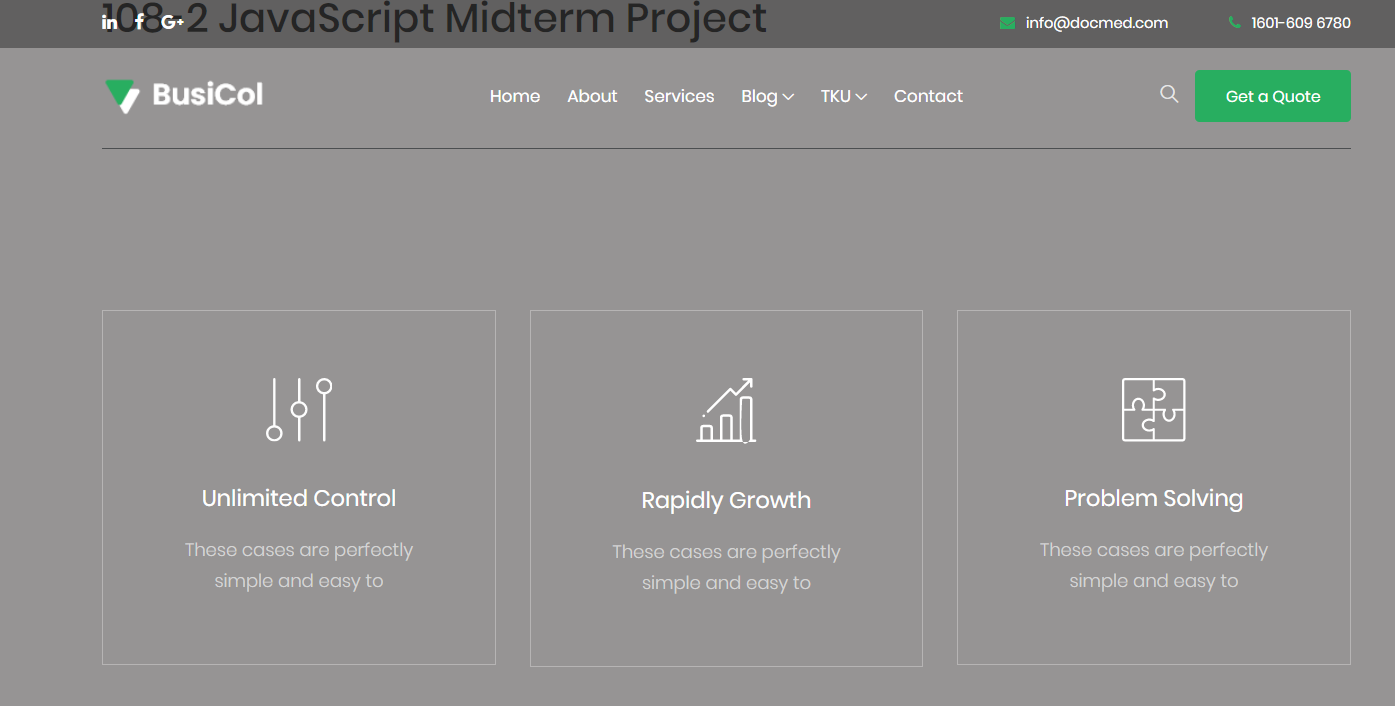 108-2 JavaScript Midterm Project
in f G+
info@docmed.com
1601-609 6780
BusiCol
Home About Services Blog TKU Contact
Get a Quote
Unlimited Control
These cases are perfectly
simple and easy to
Rapidly Growth
These cases are perfectly
simple and easy to
Problem Solving
These cases are perfectly
simple and easy to